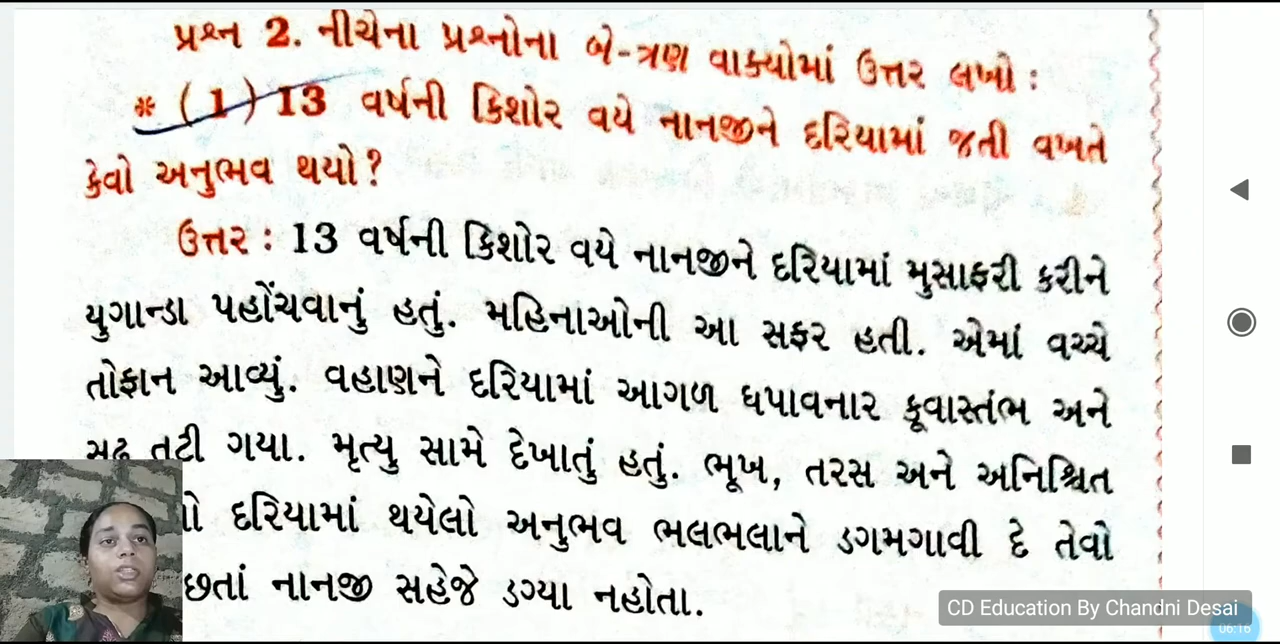 પ્રશ્ન 2. નીચેના પ્રશ્નોના બે-ત્રણ વાક્યોમાં ઉત્તર લખો :
* (1) 13 વર્ષની કિશોર વયે નાનજીને દરિયામાં જતી વખતે
કેવો અનુભવ થયો?
ઉત્તર : 13 વર્ષની કિશોર વયે નાનજીને દરિયામાં મુસાફરી કરીને
યુગાન્ડા પહોંચવાનું હતું. મહિનાઓની આ સફર હતી. એમાં વચ્ચે
તોફાન આવ્યું. વહાણને દરિયામાં આગળ ધપાવનાર કૂવાસ્તંભ અને
ગયા. મૃત્યુ સામે દેખાતું હતું. ભૂખ, તરસ અને અનિશ્ચિત
દરિયામાં થયેલો અનુભવ ભલભલાને ડગમગાવી દે તેવો
છતાં નાનજી સહેજે ડગ્યા નહોતા.
CD Education By Chandni Desai
06:16